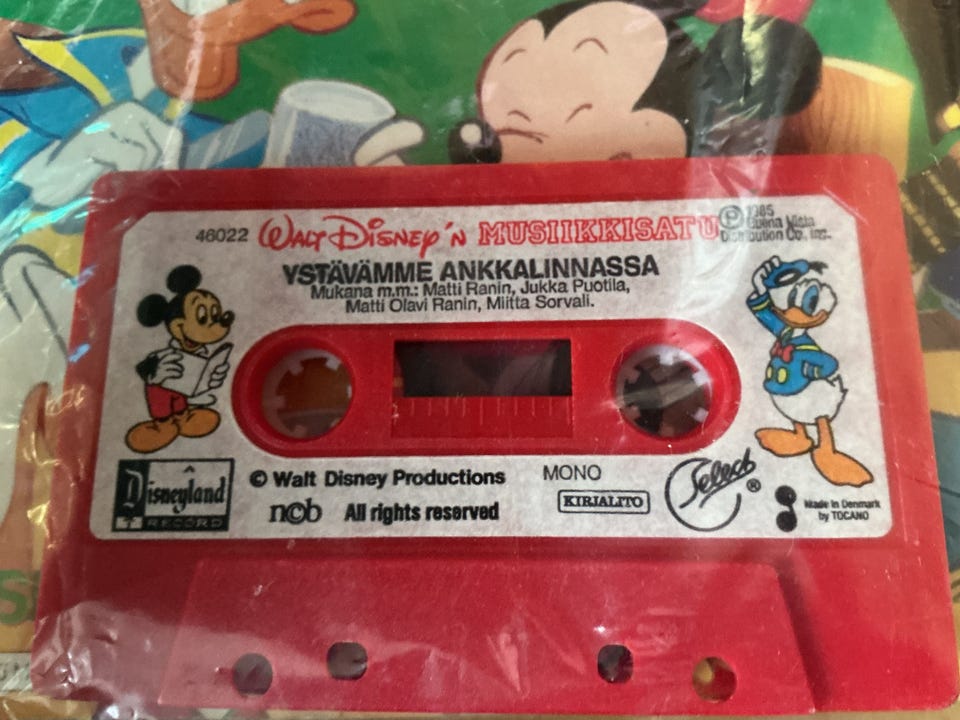 46022 WALT DISNEY'N MUSIIKKISATU
Ⓟ 1985
Buena Vista
Distribution Co., Inc.
YSTÄVÄMME ANKKALINNASSA
Mukana m.m.: Matti Ranin, Jukka Puotila,
Matti Olavi Ranin, Miitta Sorvali.
Disneyland
RECORD
© Walt Disney Productions
ncb All rights reserved
MONO
KIRJALITO
Select ®
Made in Denmark
by TOCANO